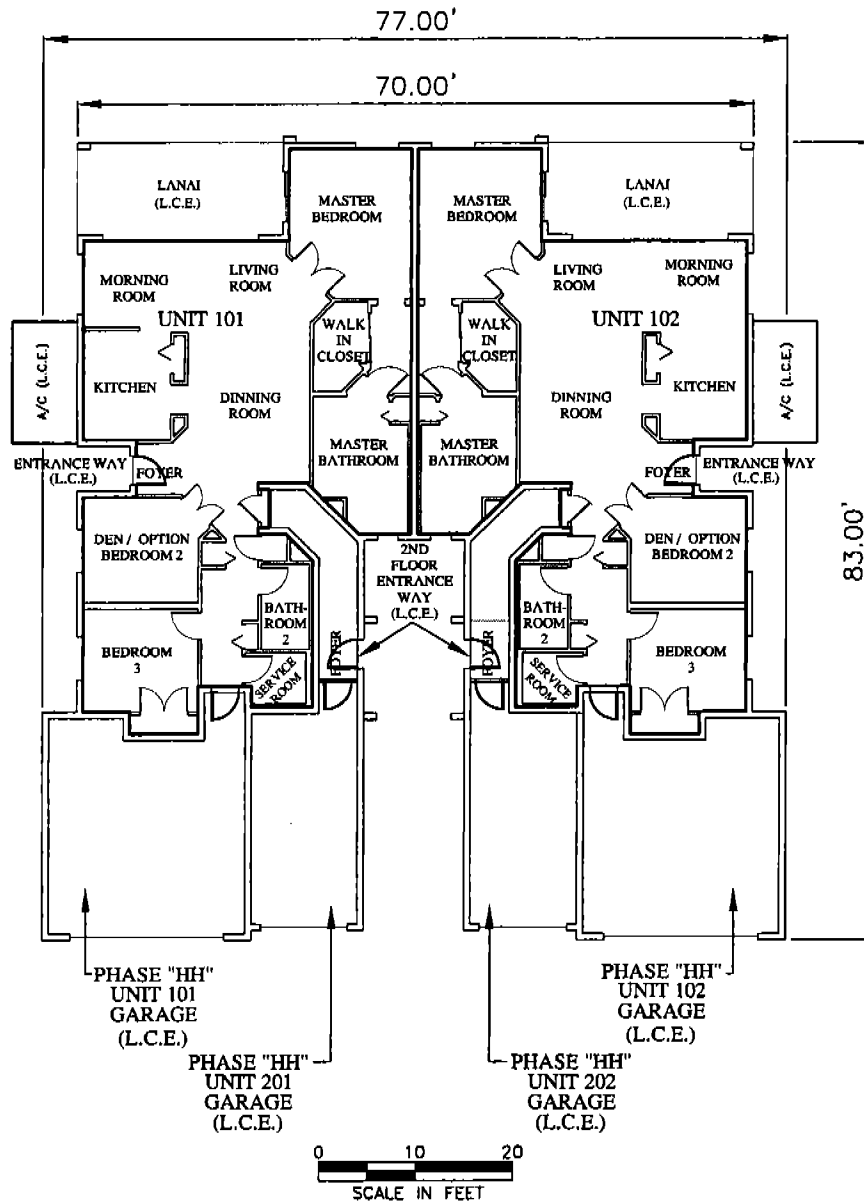 77.00'
70.00'
LANAI
(L.C.E.)
MASTER
BEDROOM
MASTER
BEDROOM
LANAI
(L.C.E.)
MORNING
ROOM
LIVING
ROOM
LIVING
ROOM
MORNING
ROOM
UNIT 101
WALK
IN
CLOSET
WALK
IN
CLOSET
UNIT 102
A/C (L.C.E.)
KITCHEN
DINNING
ROOM
DINNING
ROOM
KITCHEN
A/C (L.C.E.)
MASTER
BATHROOM
MASTER
BATHROOM
ENTRANCE WAY
(L.C.E.)
FOYER
FOYER
ENTRANCE WAY
(L.C.E.)
DEN / OPTION
BEDROOM 2
2ND
FLOOR
ENTRANCE
WAY
(L.C.E.)
DEN / OPTION
BEDROOM 2
83.00'
BATH-
ROOM
2
BATH-
ROOM
2
BEDROOM
3
SERVICE
ROOM
FOYER
FOYER
SERVICE
ROOM
BEDROOM
3
PHASE "HH"
UNIT 101
GARAGE
(L.C.E.)
PHASE "HH"
UNIT 102
GARAGE
(L.C.E.)
PHASE "HH"
UNIT 201
GARAGE
(L.C.E.)
PHASE "HH"
UNIT 202
GARAGE
(L.C.E.)
0 10 20
SCALE IN FEET